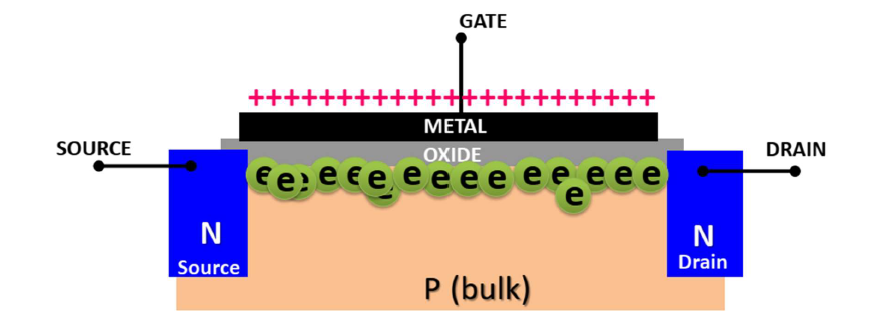 GATE
+++++++++++++++++++++++
METAL
SOURCE
OXIDE
DRAIN
e e e e e e e e e e e e e e e e e
N
Source
N
Drain
P (bulk)